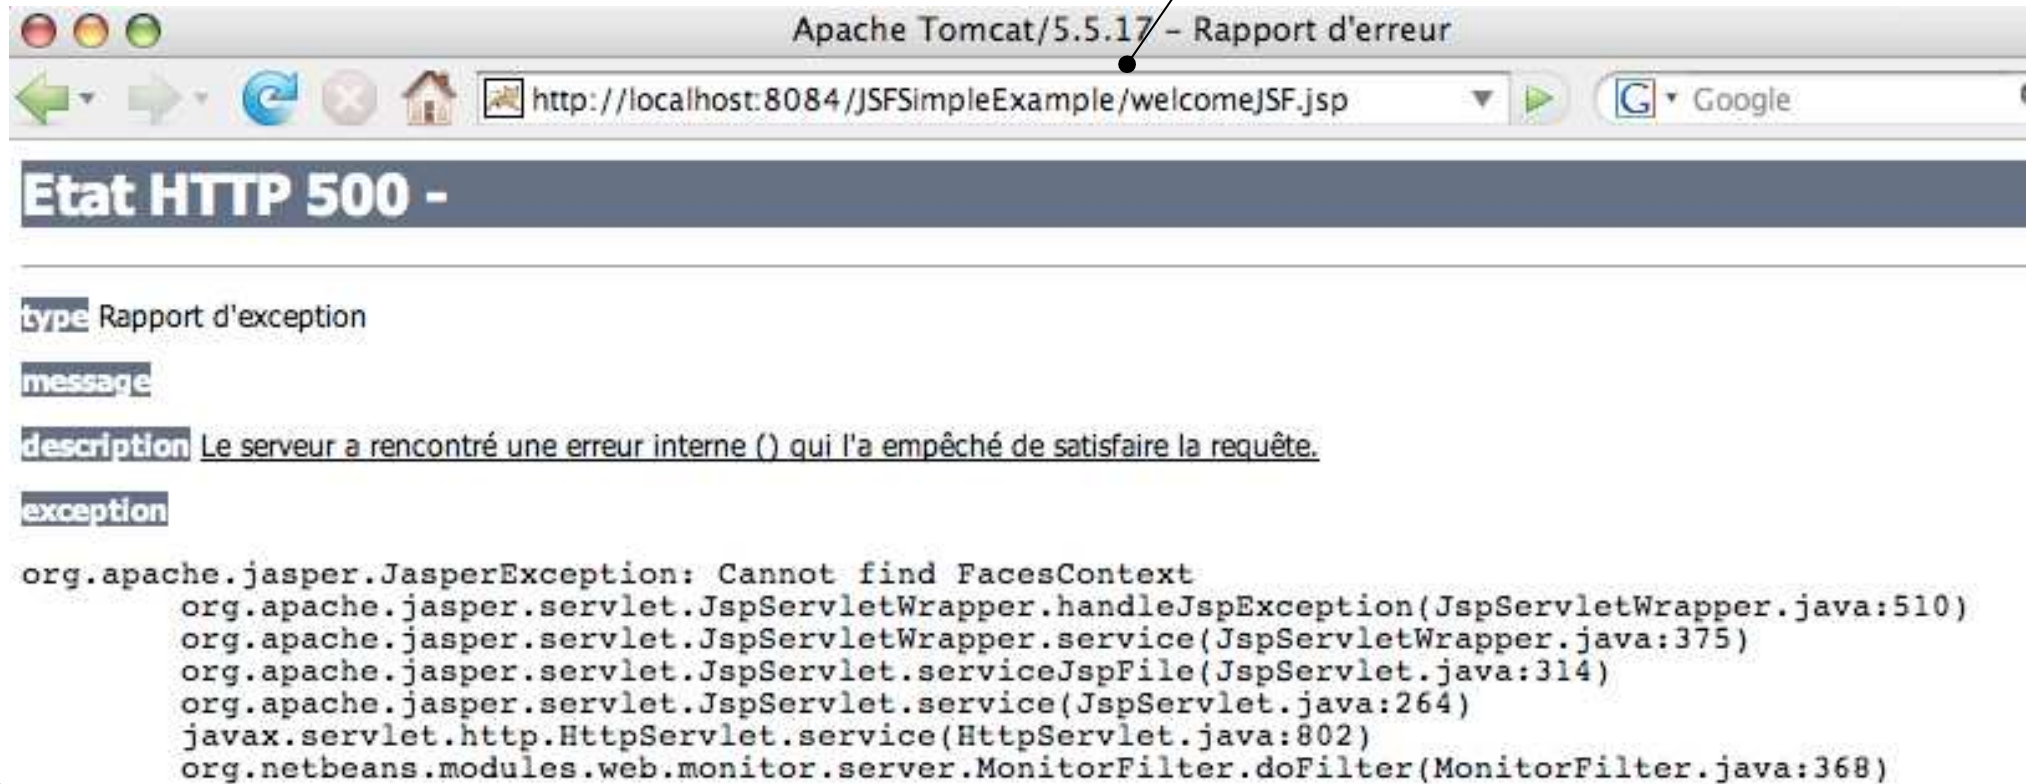 Apache Tomcat/5.5.17 – Rapport d'erreur
http://localhost:8084/JSFSimpleExample/welcomeJSF.jsp
G Google
Etat HTTP 500 -
type Rapport d'exception
message
description Le serveur a rencontré une erreur interne () qui l'a empêché de satisfaire la requête.
exception
org.apache.jasper.JasperException: Cannot find FacesContext
org.apache.jasper.servlet.JspServletWrapper.handleJspException(JspServletWrapper.java:510)
org.apache.jasper.servlet.JspServletWrapper.service(JspServletWrapper.java:375)
org.apache.jasper.servlet.JspServlet.serviceJspFile(JspServlet.java:314)
org.apache.jasper.servlet.JspServlet.service(JspServlet.java:264)
javax.servlet.http.HttpServlet.service(HttpServlet.java:802)
org.netbeans.modules.web.monitor.server.MonitorFilter.doFilter(MonitorFilter.java:368)